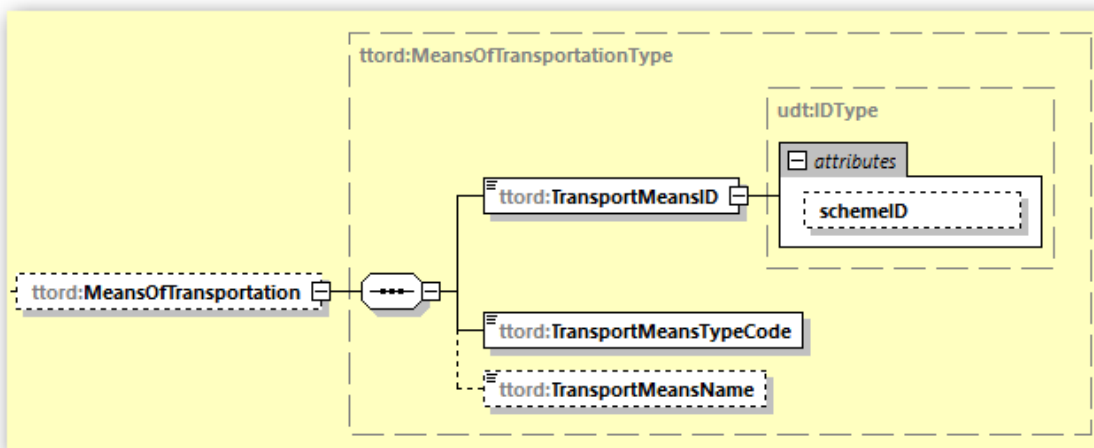 ttord:MeansOfTransportationType
udt:IDType
attributes
ttord:TransportMeansID
schemeID
ttord:MeansOfTransportation
ttord:TransportMeansTypeCode
ttord:TransportMeansName